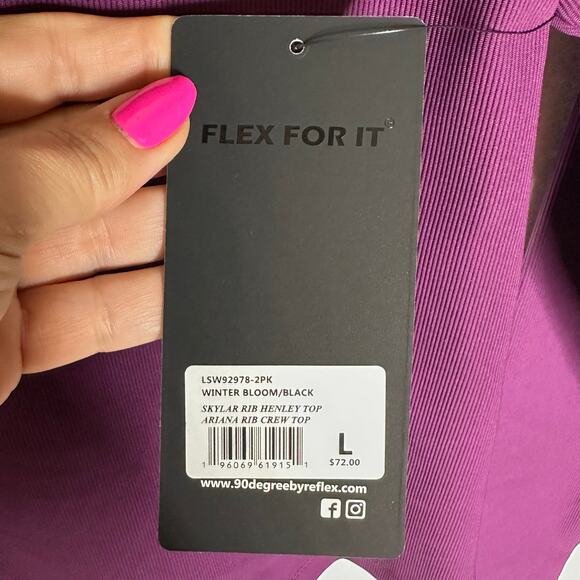 FLEX FOR IT®
LSW92978-2PK
WINTER BLOOM/BLACK
SKYLAR RIB HENLEY TOP
ARIANA RIB CREW TOP
L
1 96069 61915 1
$72.00
www.90degreebyreflex.com